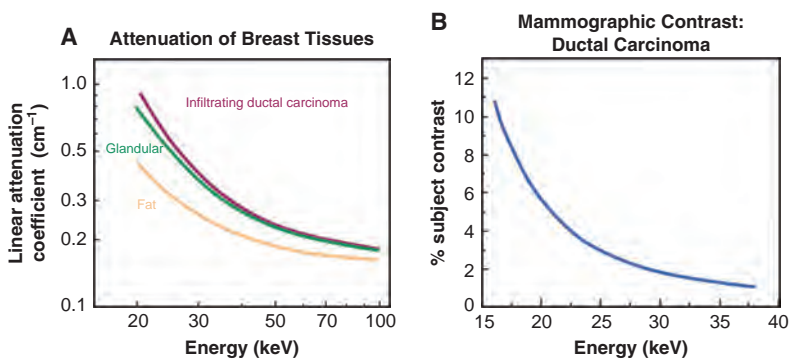 A
Attenuation of Breast Tissues
1.0
0.5
0.3
0.2
0.1
Linear attenuation
coefficient (cm⁻¹)
Infiltrating ductal carcinoma
Glandular
Fat
20 30 50 70 100
Energy (keV)
B
Mammographic Contrast:
Ductal Carcinoma
12
10
8
6
4
2
0
% subject contrast
15 20 25 30 35 40
Energy (keV)